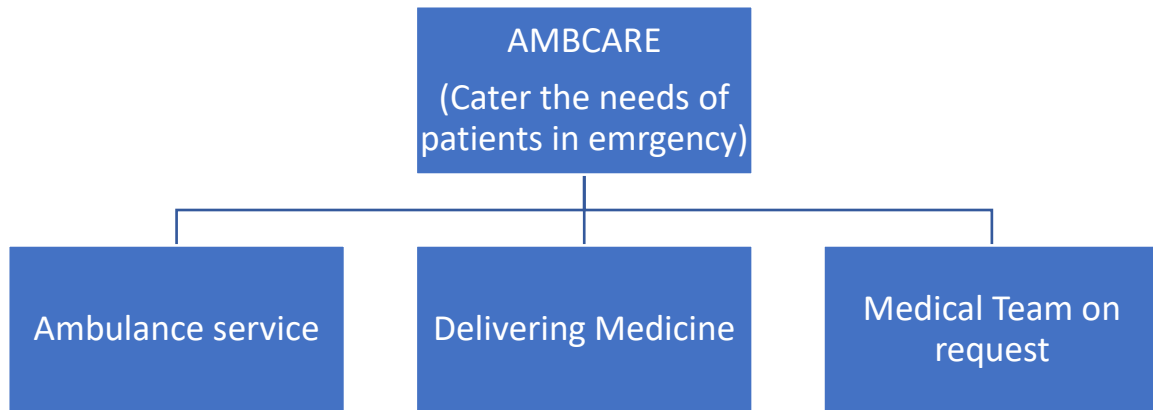 AMBCARE
(Cater the needs of
patients in emrgency)
Ambulance service
Delivering Medicine
Medical Team on
request